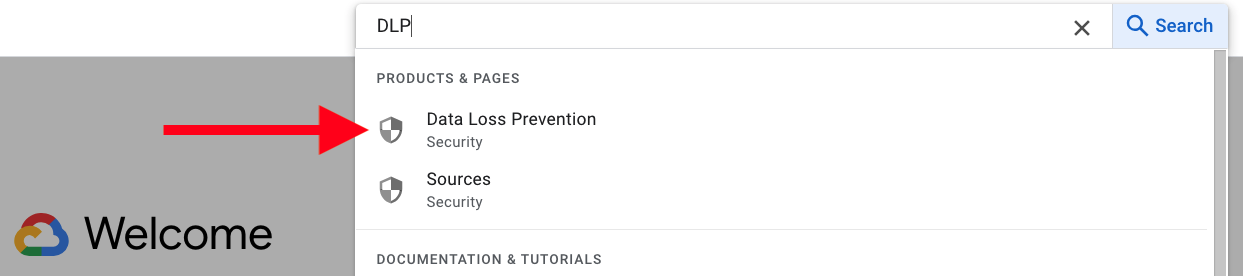 DLP
Search
PRODUCTS & PAGES
Data Loss Prevention
Security
Sources
Security
Welcome
DOCUMENTATION & TUTORIALS